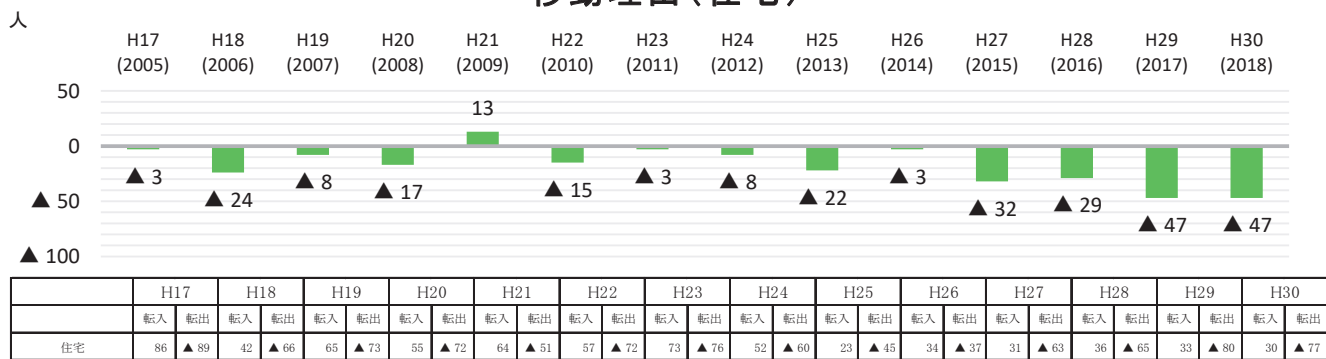 移動理由(住宅)
人
H17 H18 H19 H20 H21 H22 H23 H24 H25 H26 H27 H28 H29 H30
(2005) (2006) (2007) (2008) (2009) (2010) (2011) (2012) (2013) (2014) (2015) (2016) (2017) (2018)
50
13
0
▲ 3 ▲ 24 ▲ 8 ▲ 17 ▲ 15 ▲ 3 ▲ 8 ▲ 22 ▲ 3 ▲ 32 ▲ 29 ▲ 47 ▲ 47
▲ 50
▲ 100
H17 H18 H19 H20 H21 H22 H23 H24 H25 H26 H27 H28 H29 H30
転入 転出 転入 転出 転入 転出 転入 転出 転入 転出 転入 転出 転入 転出 転入 転出 転入 転出 転入 転出 転入 転出 転入 転出 転入 転出 転入 転出
住宅 86 ▲ 89 42 ▲ 66 65 ▲ 73 55 ▲ 72 64 ▲ 51 57 ▲ 72 73 ▲ 76 52 ▲ 60 23 ▲ 45 34 ▲ 37 31 ▲ 63 36 ▲ 65 33 ▲ 80 30 ▲ 77